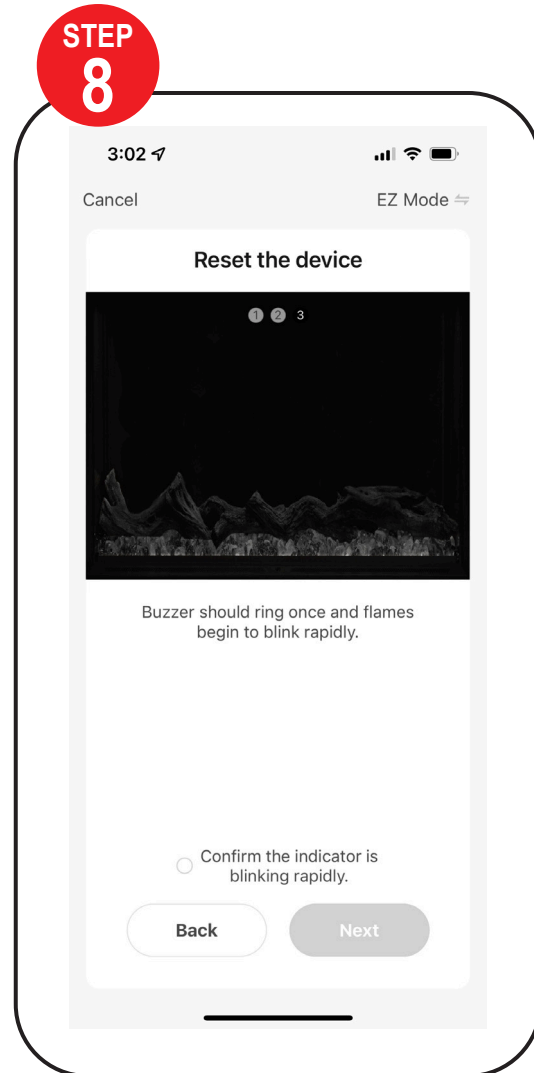 STEP
8
3:02
Cancel
EZ Mode
Reset the device
1 2 3
Buzzer should ring once and flames
begin to blink rapidly.
Confirm the indicator is
blinking rapidly.
Back
Next